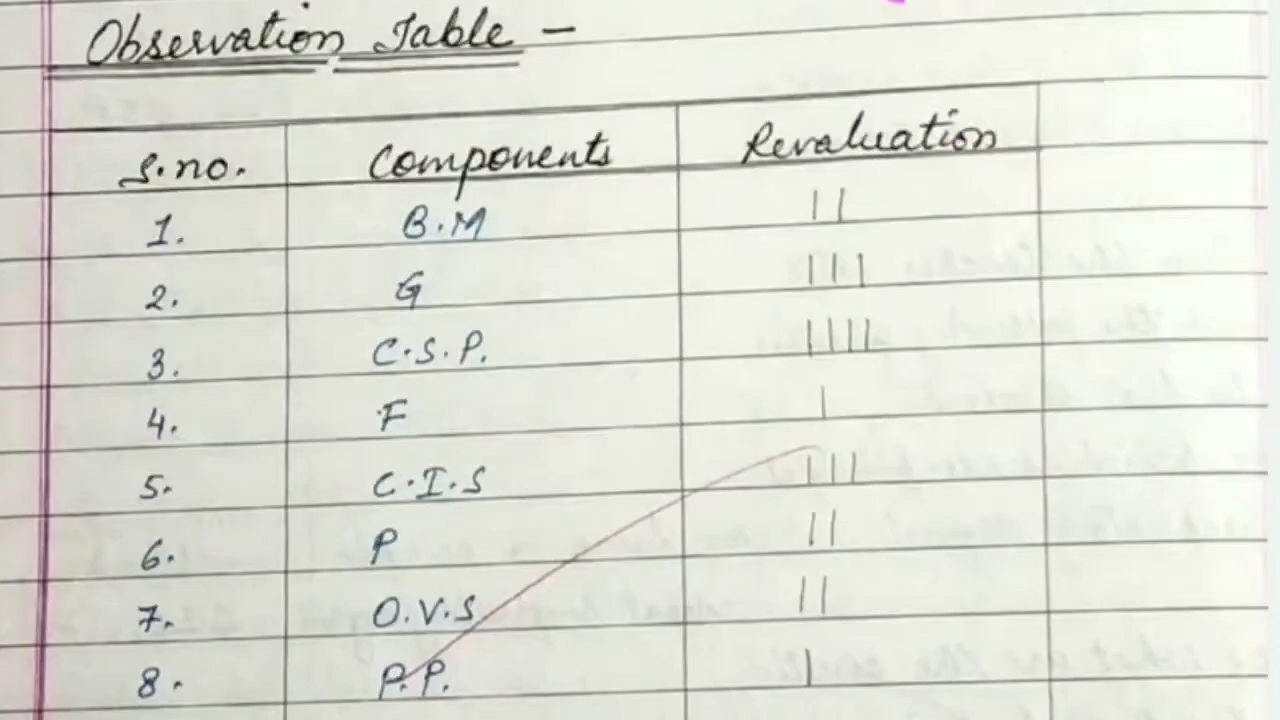 Observation Table -
S.no. Components Revaluation
1. B.M ||
2. G |||
3. C.S.P. ||||
4. F |
5. C.I.S |||
6. P ||
7. O.V.S ||
8. P.P. |